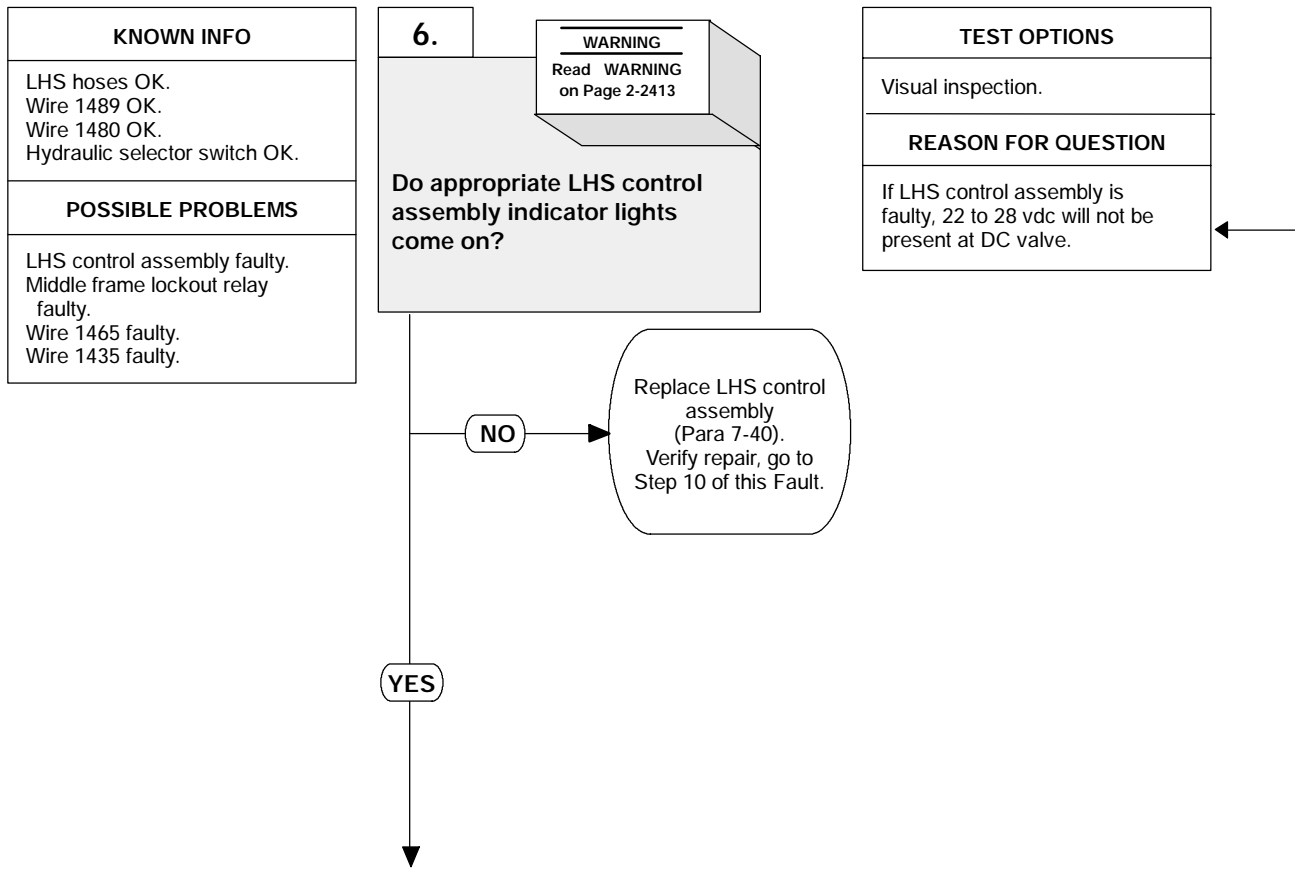 KNOWN INFO
LHS hoses OK.
Wire 1489 OK.
Wire 1480 OK.
Hydraulic selector switch OK.
POSSIBLE PROBLEMS
LHS control assembly faulty.
Middle frame lockout relay
faulty.
Wire 1465 faulty.
Wire 1435 faulty.
6.
WARNING
Read WARNING
on Page 2-2413
Do appropriate LHS control
assembly indicator lights
come on?
TEST OPTIONS
Visual inspection.
REASON FOR QUESTION
If LHS control assembly is
faulty, 22 to 28 vdc will not be
present at DC valve.
NO
Replace LHS control
assembly
(Para 7-40).
Verify repair, go to
Step 10 of this Fault.
YES